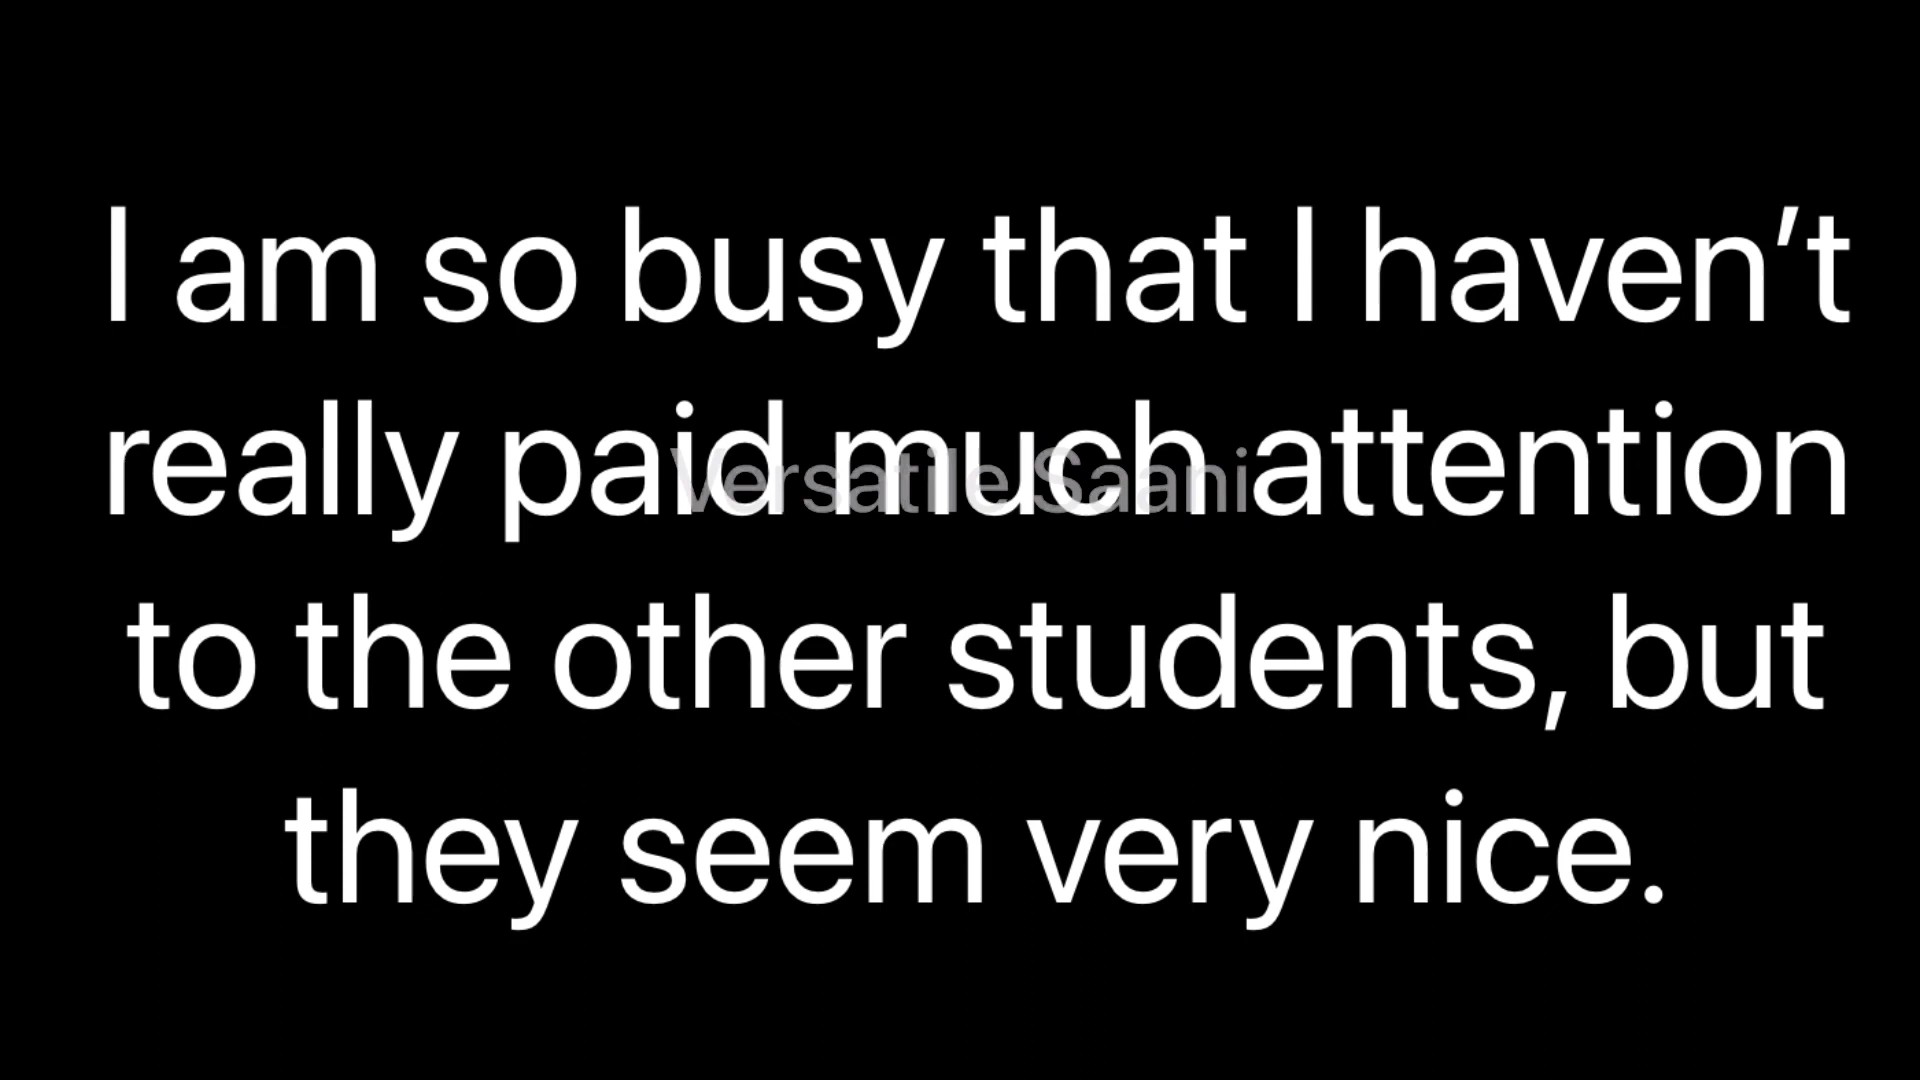 I am so busy that I haven’t
really paid much attention
Versatile Saani
to the other students, but
they seem very nice.